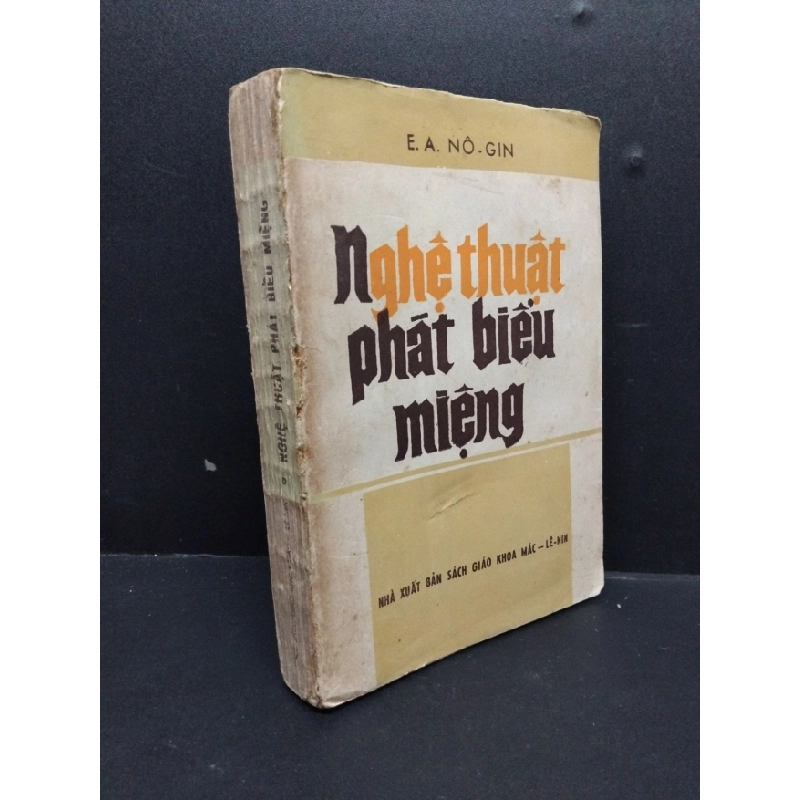 E. A. NÔ-GIN
Nghệ thuật
phát biểu
miệng
NHÀ XUẤT BẢN SÁCH GIÁO KHOA MÁC – LÊ-NIN
NGHỆ THUẬT PHÁT BIỂU MIỆNG